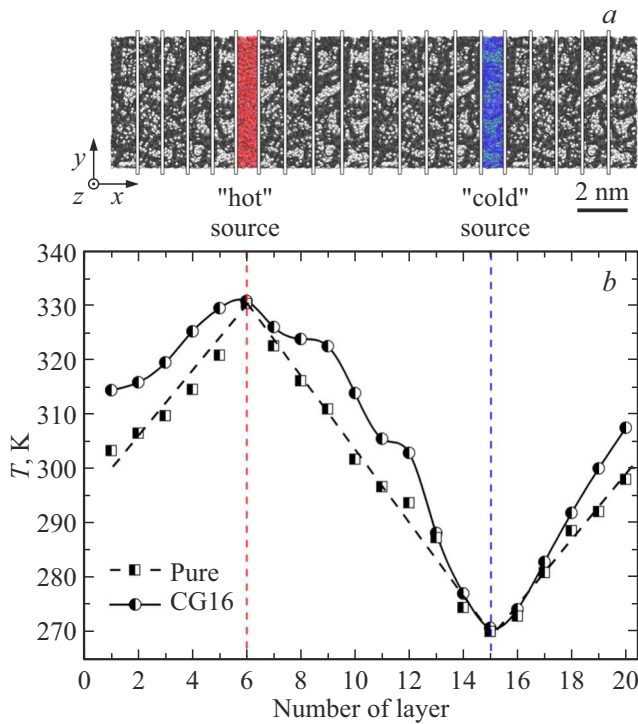 a
y
z
x
"hot"
source
"cold"
source
2 nm
b
340
330
320
310
300
290
280
270
T, K
Pure
CG16
0 2 4 6 8 10 12 14 16 18 20
Number of layer